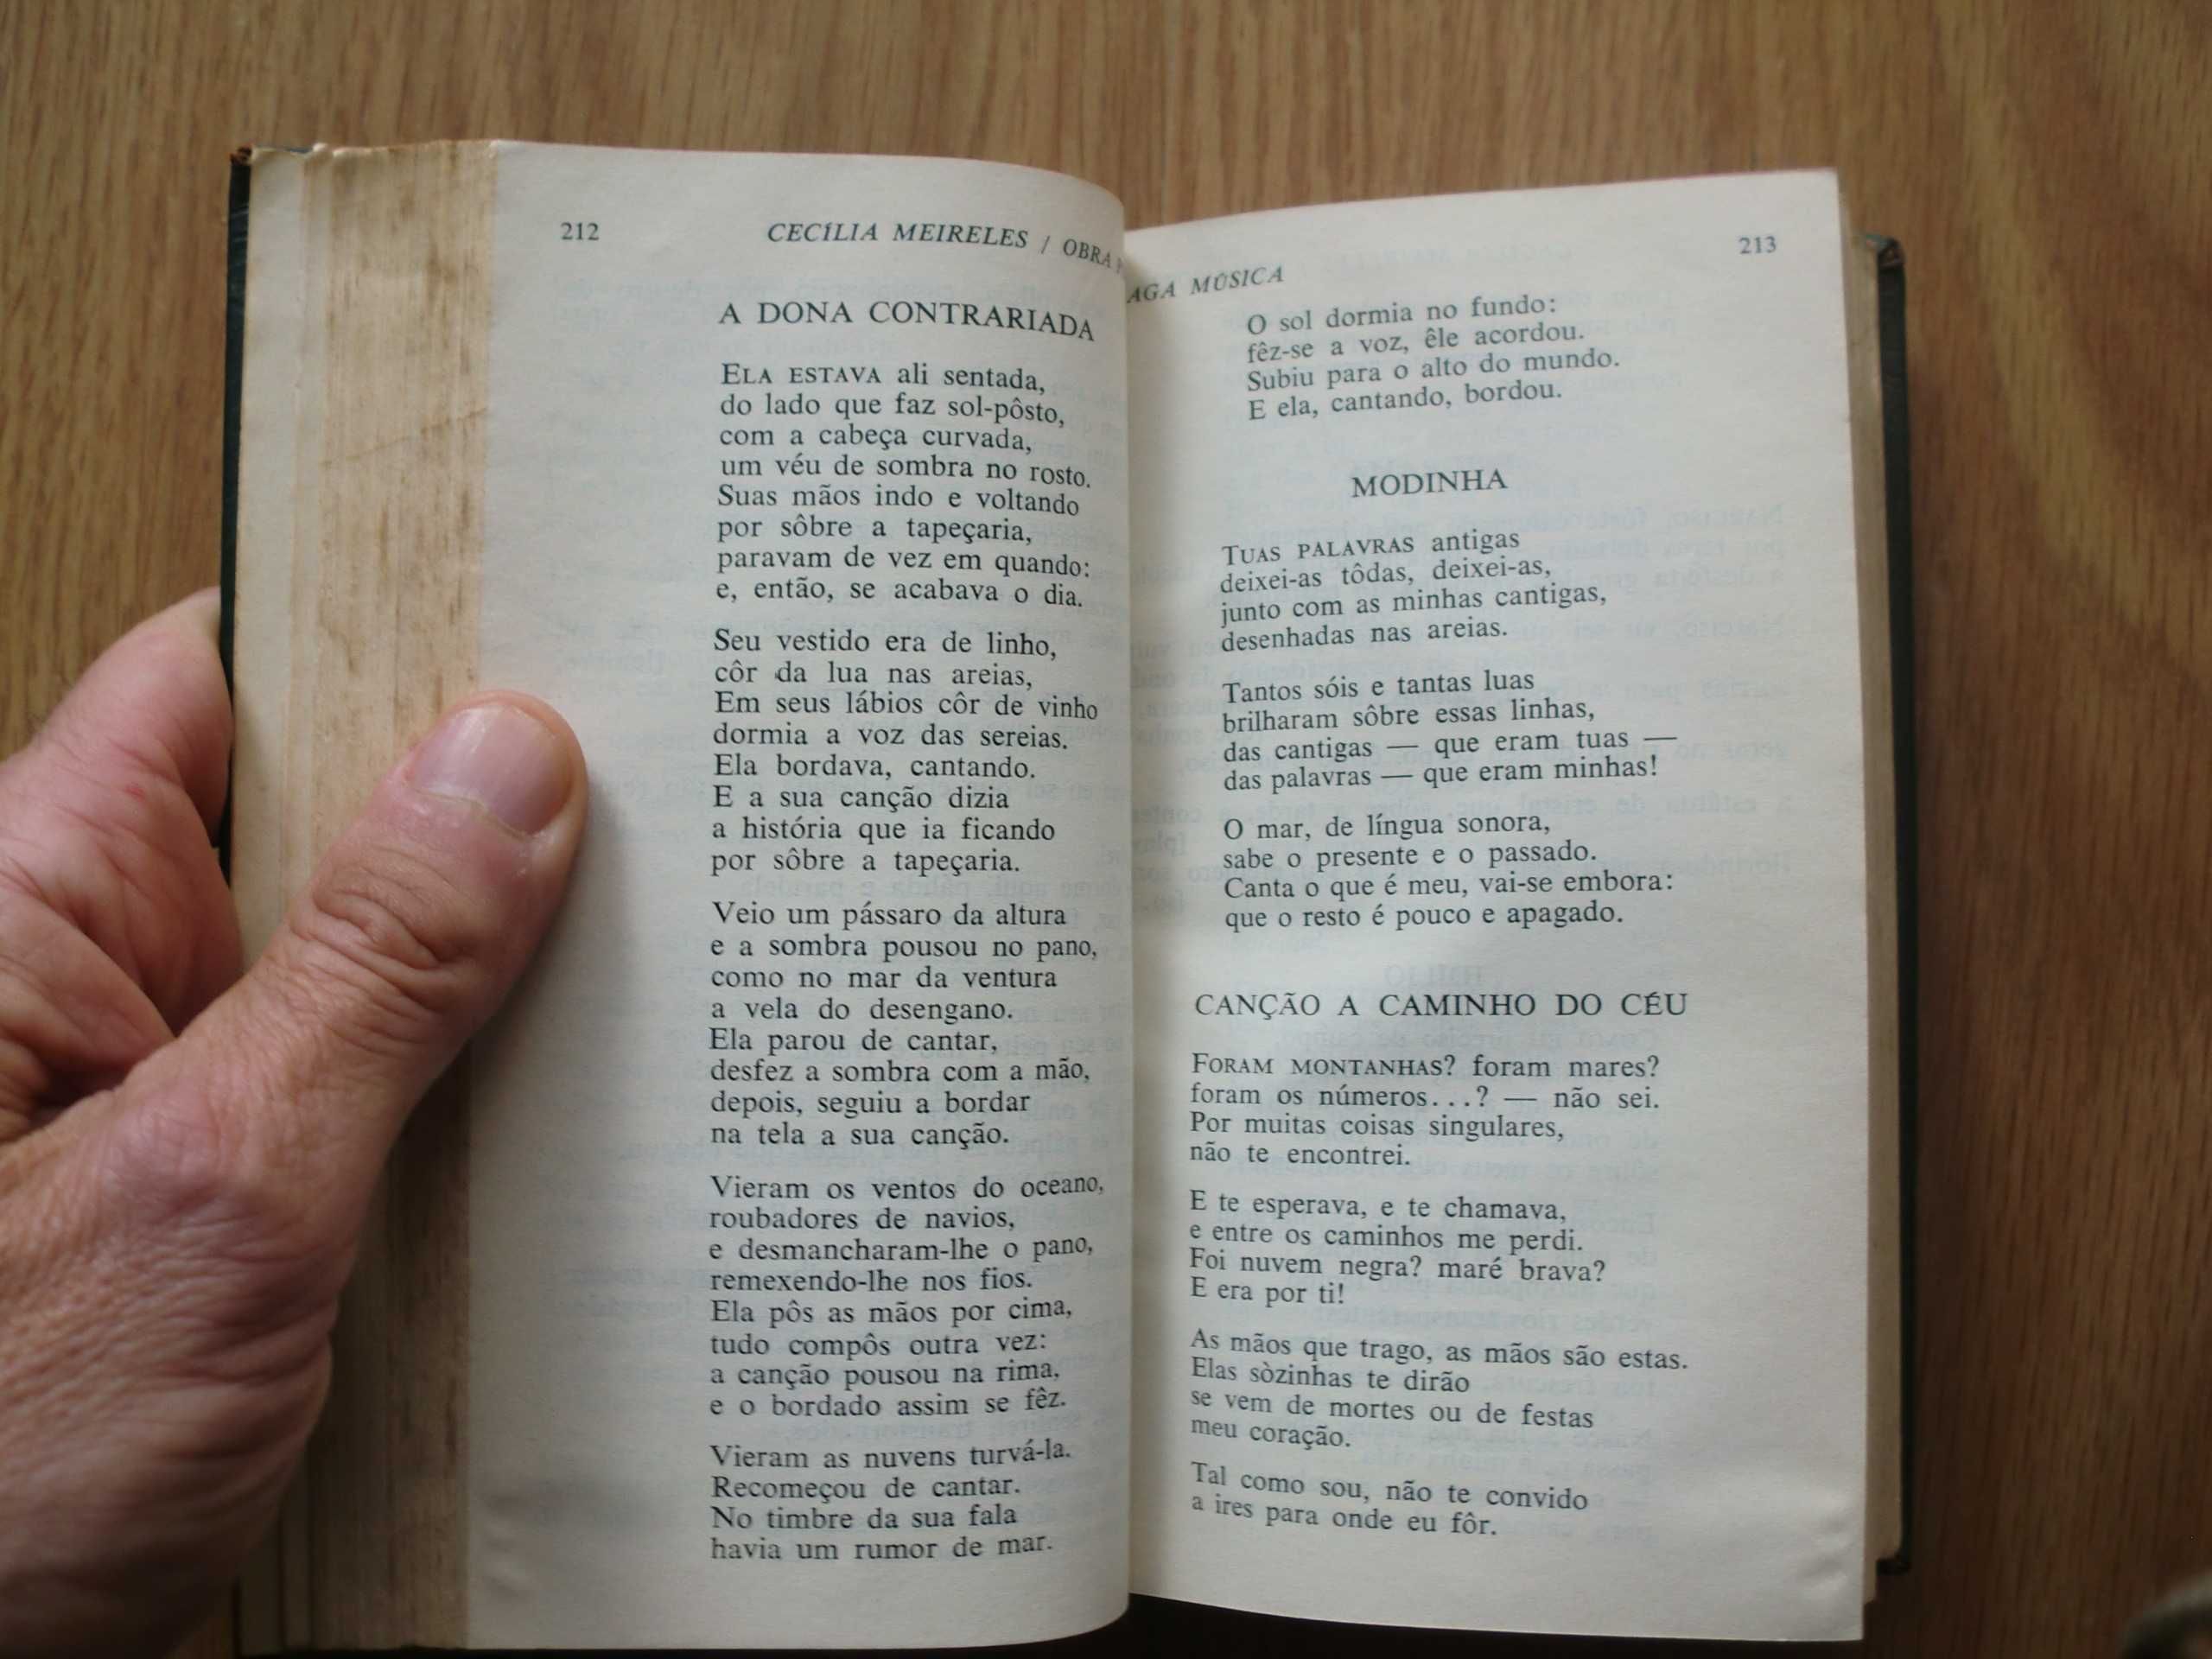 212
CECÍLIA MEIRELES / OBRA
A DONA CONTRARIADA
ELA ESTAVA ali sentada,
do lado que faz sol-pôsto,
com a cabeça curvada,
um véu de sombra no rosto.
Suas mãos indo e voltando
por sôbre a tapeçaria,
paravam de vez em quando:
e, então, se acabava o dia.
Seu vestido era de linho,
côr da lua nas areias,
Em seus lábios côr de vinho
dormia a voz das sereias.
Ela bordava, cantando.
E a sua canção dizia
a história que ia ficando
por sôbre a tapeçaria.
Veio um pássaro da altura
e a sombra pousou no pano,
como no mar da ventura
a vela do desengano.
Ela parou de cantar,
desfez a sombra com a mão,
depois, seguiu a bordar
na tela a sua canção.
Vieram os ventos do oceano,
roubadores de navios,
e desmancharam-lhe o pano,
remexendo-lhe nos fios.
Ela pôs as mãos por cima,
tudo compôs outra vez:
a canção pousou na rima,
e o bordado assim se fêz.
Vieram as nuvens turvá-la.
Recomeçou de cantar.
No timbre da sua fala
havia um rumor de mar.
AGA MÚSICA
213
O sol dormia no fundo:
fêz-se a voz, êle acordou.
Subiu para o alto do mundo.
E ela, cantando, bordou.
MODINHA
TUAS PALAVRAS antigas
deixei-as tôdas, deixei-as,
junto com as minhas cantigas,
desenhadas nas areias.
Tantos sóis e tantas luas
brilharam sôbre essas linhas,
das cantigas — que eram tuas —
das palavras — que eram minhas!
O mar, de língua sonora,
sabe o presente e o passado.
Canta o que é meu, vai-se embora:
que o resto é pouco e apagado.
CANÇÃO A CAMINHO DO CÉU
FORAM MONTANHAS? foram mares?
foram os números...? — não sei.
Por muitas coisas singulares,
não te encontrei.
E te esperava, e te chamava,
e entre os caminhos me perdi.
Foi nuvem negra? maré brava?
E era por ti!
As mãos que trago, as mãos são estas.
Elas sòzinhas te dirão
se vem de mortes ou de festas
meu coração.
Tal como sou, não te convido
a ires para onde eu fôr.